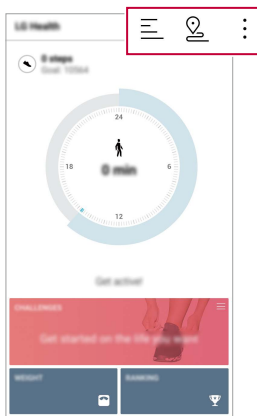 LG Health
0 steps
Goal: 10564
24
18
6
0 min
12
Get active!
CHALLENGES
Get started on the life you want
WEIGHT
RANKING